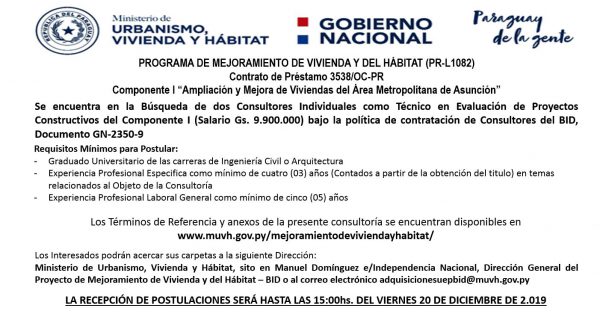 REPUBLICA DEL PARAGUAY
Ministerio de
URBANISMO,
VIVIENDA Y HÁBITAT
GOBIERNO
NACIONAL
Paraguay
de la gente
PROGRAMA DE MEJORAMIENTO DE VIVIENDA Y DEL HÁBITAT (PR-L1082)
Contrato de Préstamo 3538/OC-PR
Componente I “Ampliación y Mejora de Viviendas del Área Metropolitana de Asunción”
Se encuentra en la Búsqueda de dos Consultores Individuales como Técnico en Evaluación de Proyectos
Constructivos del Componente I (Salario Gs. 9.900.000) bajo la política de contratación de Consultores del BID,
Documento GN-2350-9
Requisitos Mínimos para Postular:
- Graduado Universitario de las carreras de Ingeniería Civil o Arquitectura
- Experiencia Profesional Especifica como mínimo de cuatro (03) años (Contados a partir de la obtención del titulo) en temas
relacionados al Objeto de la Consultoría
- Experiencia Profesional Laboral General como mínimo de cinco (05) años
Los Términos de Referencia y anexos de la presente consultoría se encuentran disponibles en
www.muvh.gov.py/mejoramientodeviviendayhabitat/
Los Interesados podrán acercar sus carpetas a la siguiente Dirección:
Ministerio de Urbanismo, Vivienda y Hábitat, sito en Manuel Domínguez e/Independencia Nacional, Dirección General del
Proyecto de Mejoramiento de Vivienda y del Hábitat – BID o al correo electrónico adquisicionesuepbid@muvh.gov.py
LA RECEPCIÓN DE POSTULACIONES SERÁ HASTA LAS 15:00hs. DEL VIERNES 20 DE DICIEMBRE DE 2.019